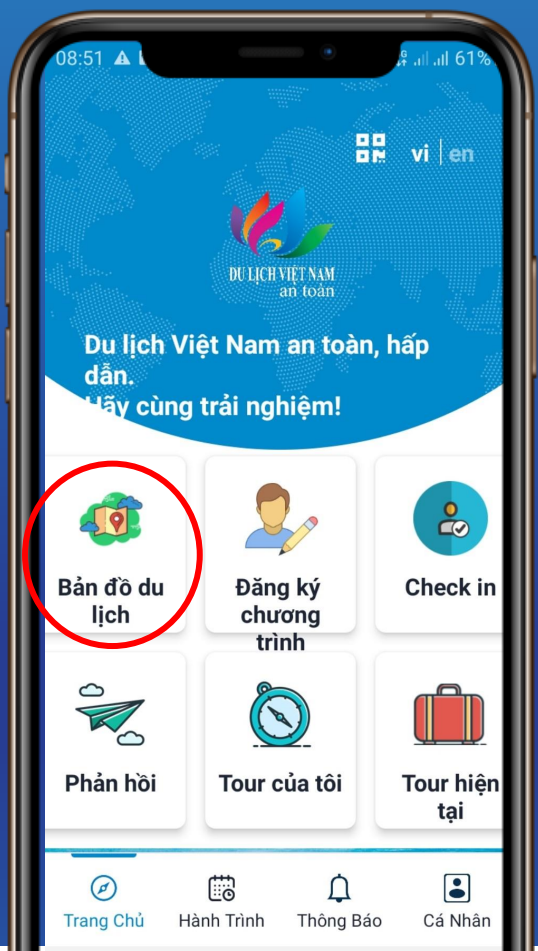 08:51
61%
vi | en
DU LỊCH VIỆT NAM
an toàn
Du lịch Việt Nam an toàn, hấp
dẫn.
Hãy cùng trải nghiệm!
Bản đồ du
lịch
Đăng ký
chương
trình
Check in
Phản hồi
Tour của tôi
Tour hiện
tại
Trang Chủ
Hành Trình
Thông Báo
Cá Nhân